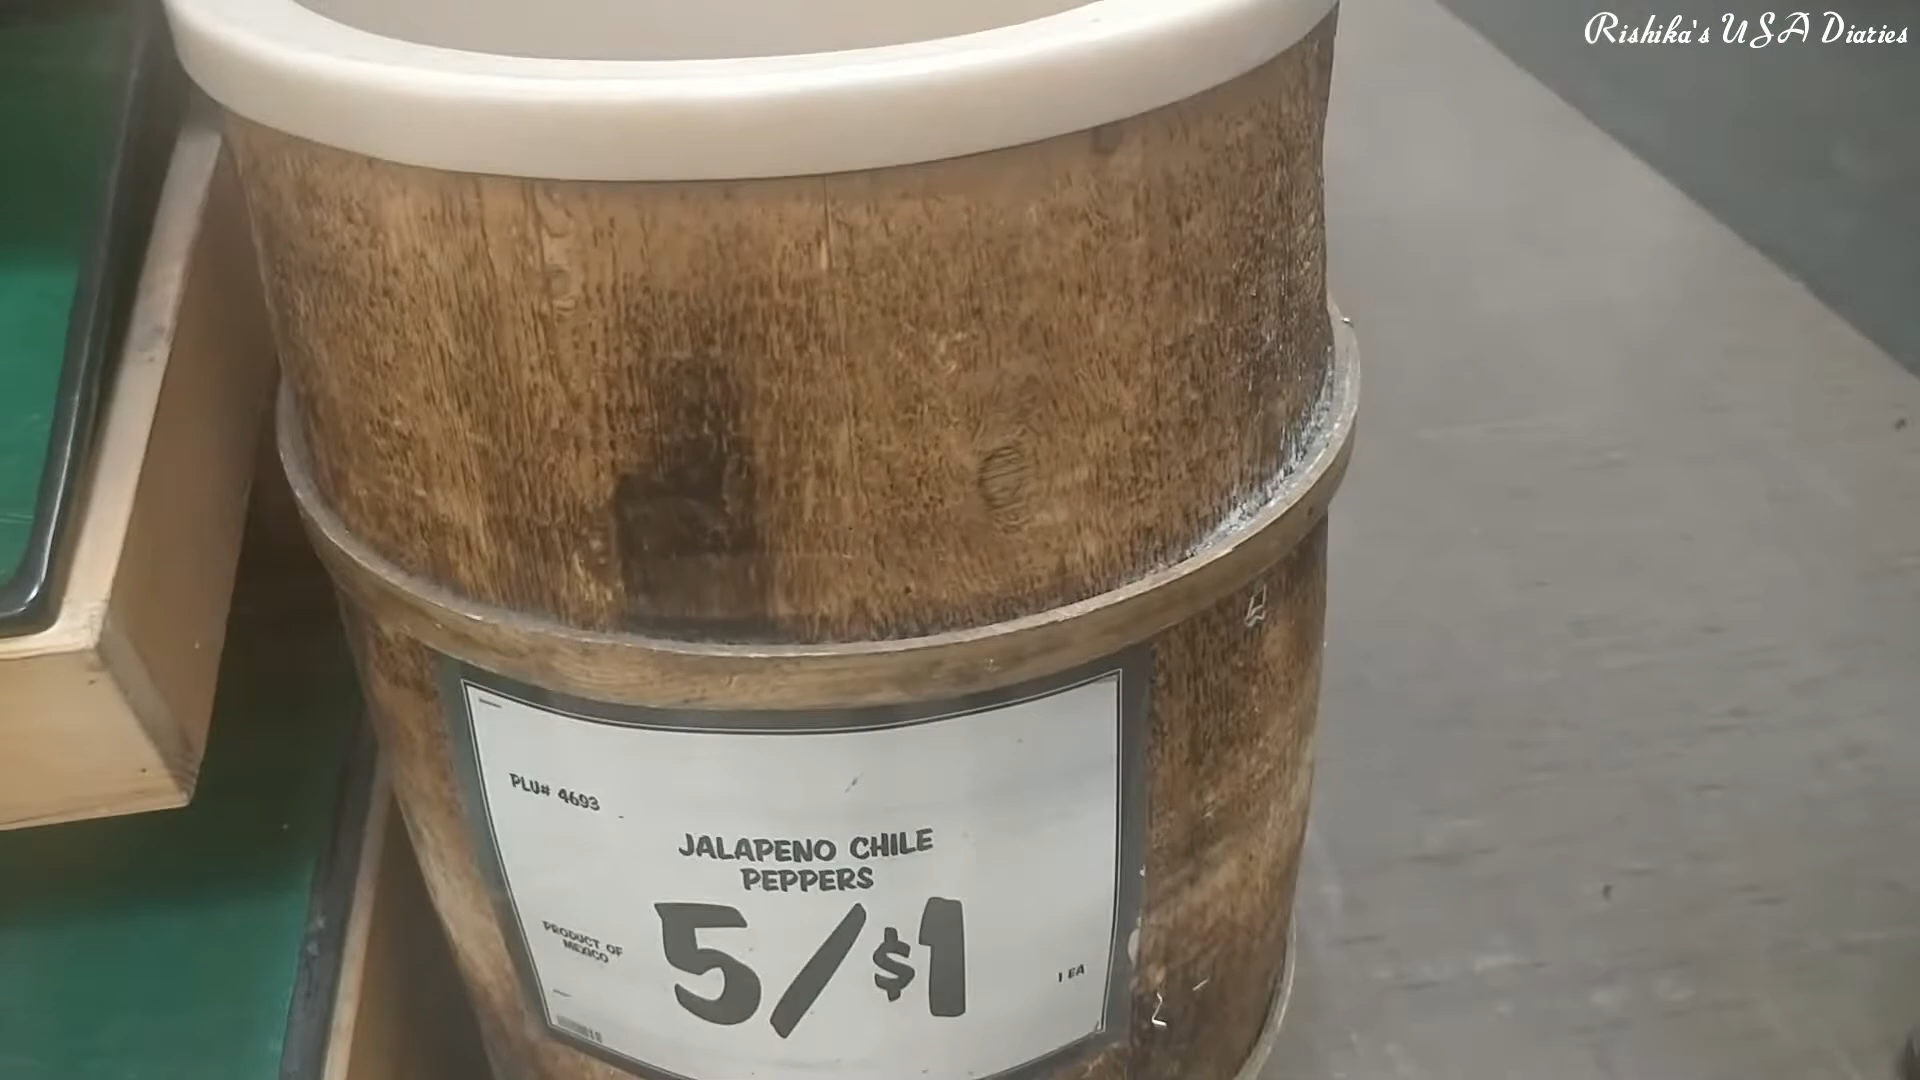 Rishika's USA Diaries
PLU# 4693
JALAPENO CHILE
PEPPERS
5/$1
PRODUCT OF
MEXICO
1 EA